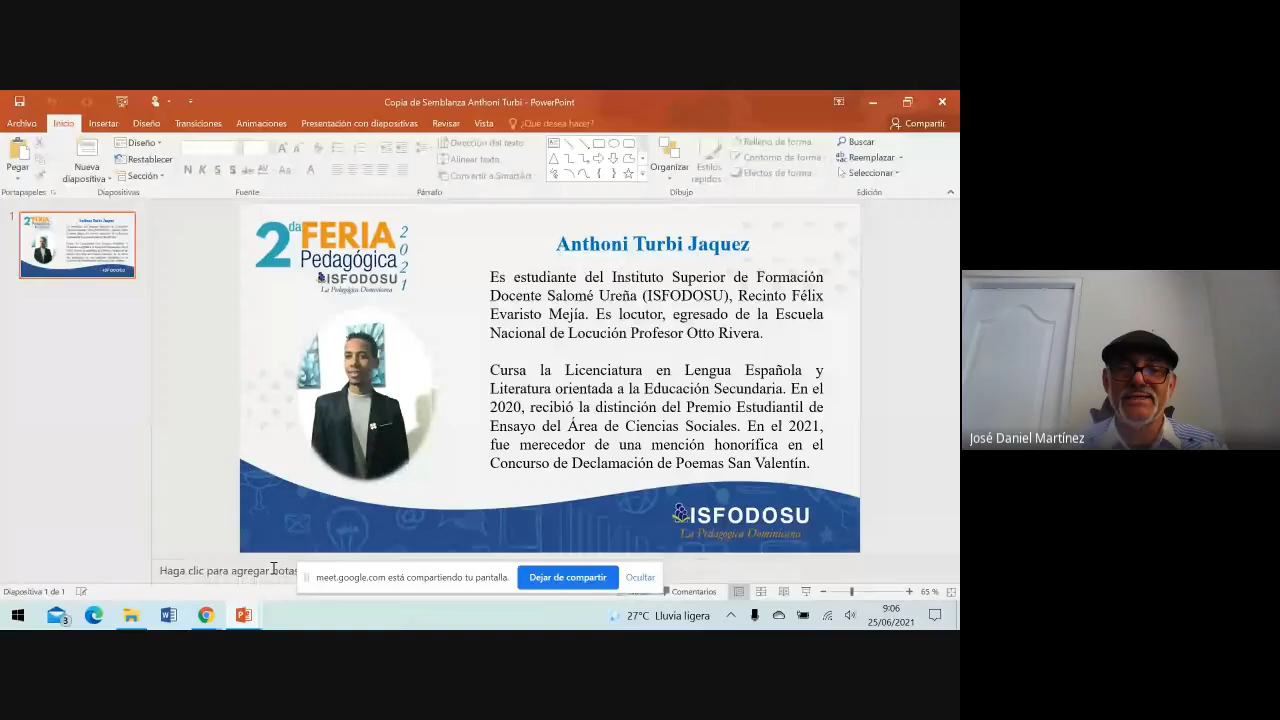 Copia de Semblanza Anthoni Turbi - PowerPoint
Archivo Inicio Insertar Diseño Transiciones Animaciones Presentación con diapositivas Revisar Vista ¿Qué desea hacer? Compartir
Pegar
Nueva diapositiva
Diseño
Restablecer
Sección
N K S S abc Aa A
Dirección del texto
Alinear texto
Convertir a SmartArt
Organizar
Estilos rápidos
Relleno de forma
Contorno de forma
Efectos de forma
Buscar
Reemplazar
Seleccionar
Portapapeles Diapositivas Fuente Párrafo Dibujo Edición
1
2da FERIA
Pedagógica
ISFODOSU
La Pedagógica Dominicana
2021
Anthoni Turbi Jaquez
Es estudiante del Instituto Superior de Formación
Docente Salomé Ureña (ISFODOSU), Recinto Félix
Evaristo Mejía. Es locutor, egresado de la Escuela
Nacional de Locución Profesor Otto Rivera.
Cursa la Licenciatura en Lengua Española y
Literatura orientada a la Educación Secundaria. En el
2020, recibió la distinción del Premio Estudiantil de
Ensayo del Área de Ciencias Sociales. En el 2021,
fue merecedor de una mención honorífica en el
Concurso de Declamación de Poemas San Valentín.
ISFODOSU
La Pedagógica Dominicana
José Daniel Martínez
Haga clic para agregar notas
meet.google.com está compartiendo tu pantalla. Dejar de compartir Ocultar
Diapositiva 1 de 1 Comentarios 65 %
3 27°C Lluvia ligera 9:06
25/06/2021